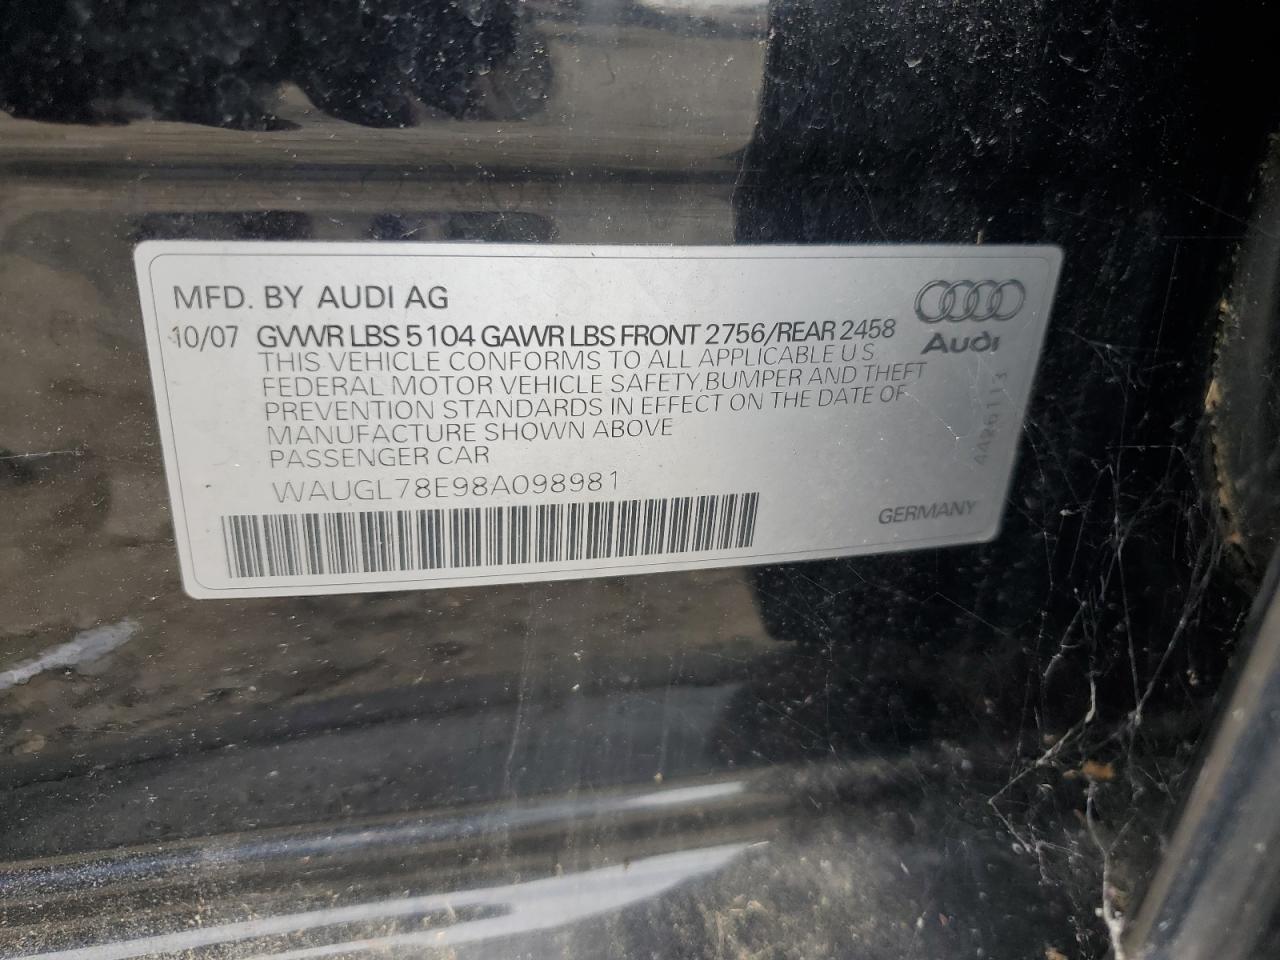 MFD. BY AUDI AG
10/07 GVWR LBS 5104 GAWR LBS FRONT 2756/REAR 2458
THIS VEHICLE CONFORMS TO ALL APPLICABLE U S
FEDERAL MOTOR VEHICLE SAFETY, BUMPER AND THEFT
PREVENTION STANDARDS IN EFFECT ON THE DATE OF
MANUFACTURE SHOWN ABOVE
PASSENGER CAR
WAUGL78E98A098981
Audi
4426113
GERMANY